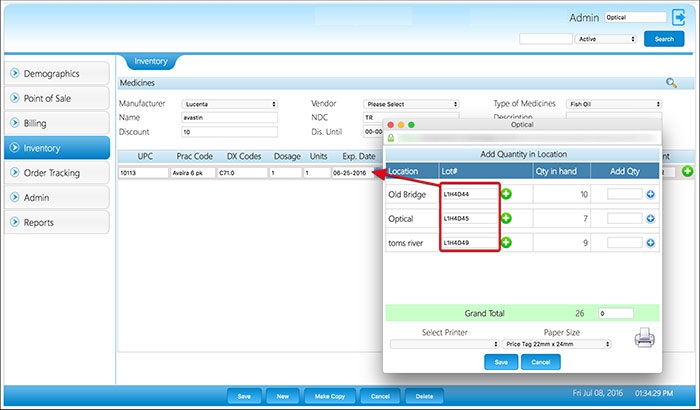 Admin Optical
Active Search
Demographics
Point of Sale
Billing
Inventory
Order Tracking
Admin
Reports
Inventory
Medicines
Manufacturer Lucenta Vendor Please Select Type of Medicines Fish Oil
Name avastin NDC TR Description
Discount 10 Dis. Until 00-00
UPC Prac Code DX Codes Dosage Units Exp. Date
10113 Avaira 6 pk C71.0 1 1 06-25-2016
Optical
Add Quantity in Location
Location Lot# Qty in hand Add Qty
Old Bridge L1H4D44 10
Optical L1H4D45 7
toms river L1H4D49 9
Grand Total 26 0
Select Printer Paper Size
Price Tag 22mm x 24mm
Save Cancel
Save New Make Copy Cancel Delete Fri Jul 08, 2016 01:34:29 PM